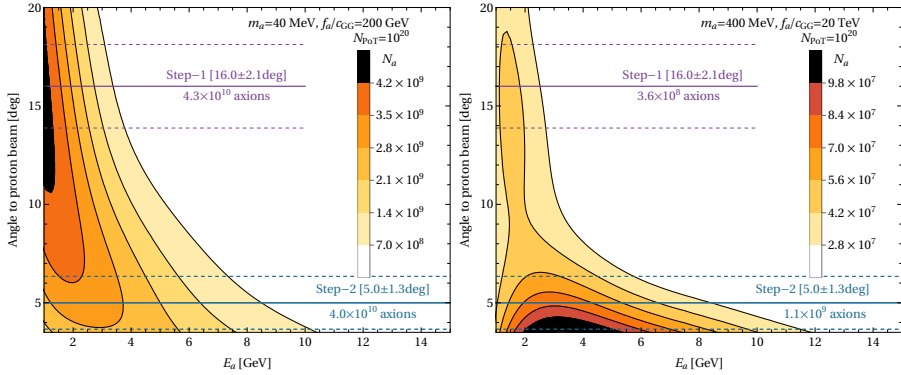 m_a=40 MeV, f_a/c_GG=200 GeV
N_PoT=10^20
N_a
4.2 × 10^9
3.5 × 10^9
2.8 × 10^9
2.1 × 10^9
1.4 × 10^9
7.0 × 10^8
Step-1 [16.0±2.1deg]
4.3×10^10 axions
Step-2 [5.0±1.3deg]
4.0×10^10 axions
Angle to proton beam [deg]
20
15
10
5
2 4 6 8 10 12 14
E_a [GeV]
m_a=400 MeV, f_a/c_GG=20 TeV
N_PoT=10^20
N_a
9.8 × 10^7
8.4 × 10^7
7.0 × 10^7
5.6 × 10^7
4.2 × 10^7
2.8 × 10^7
Step-1 [16.0±2.1deg]
3.6×10^8 axions
Step-2 [5.0±1.3deg]
1.1×10^9 axions
Angle to proton beam [deg]
20
15
10
5
2 4 6 8 10 12 14
E_a [GeV]